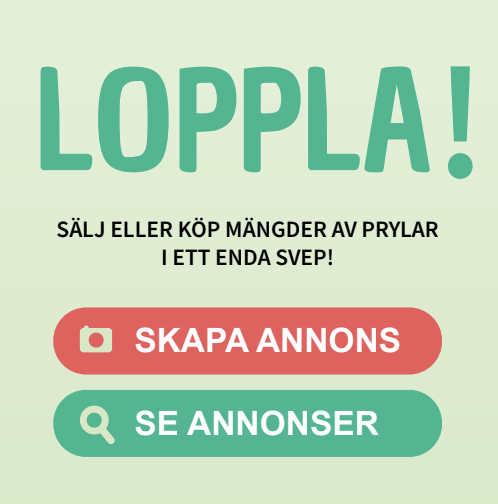 LOPPLA!
SÄLJ ELLER KÖP MÄNGDER AV PRYLAR
I ETT ENDA SVEP!
SKAPA ANNONS
SE ANNONSER